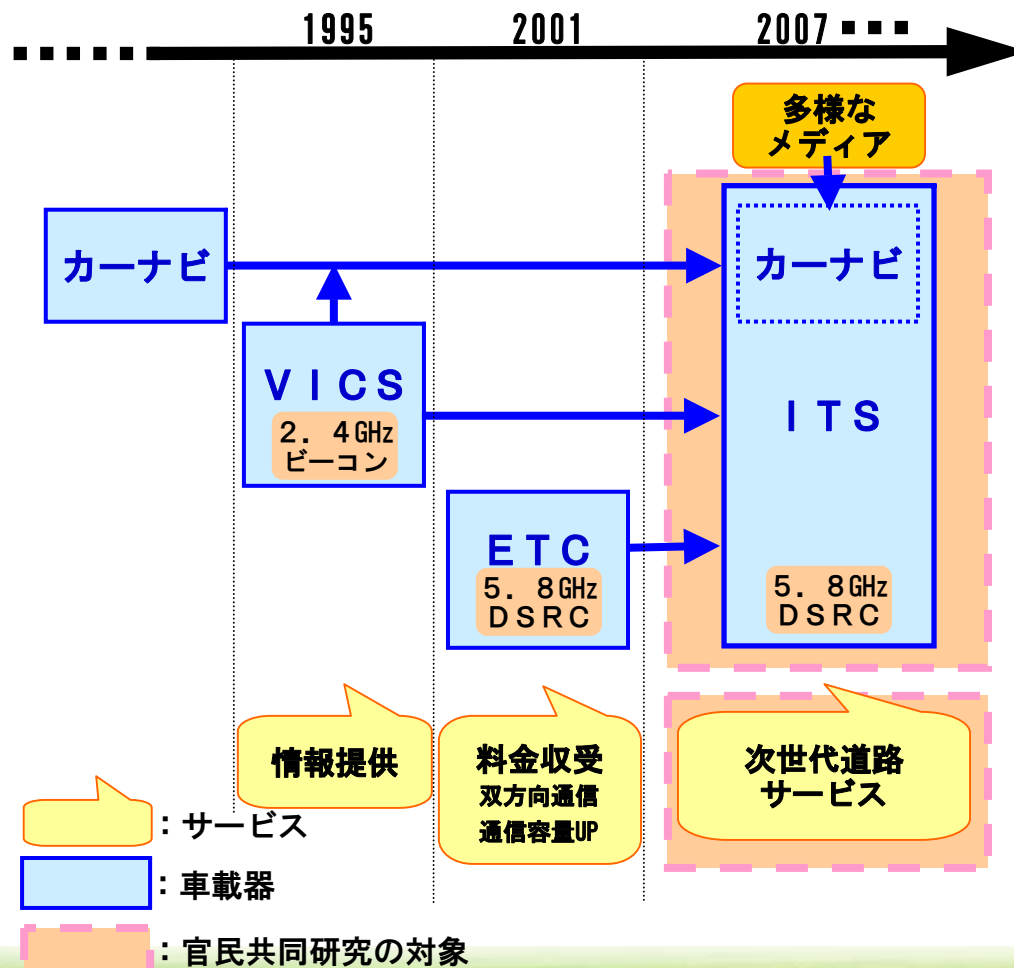 1995 2001 2007
多様な
メディア
カーナビ カーナビ
VICS
2. 4GHz
ビーコン
ITS
ETC
5. 8GHz
DSRC
5. 8GHz
DSRC
情報提供
料金収受
双方向通信
通信容量UP
次世代道路
サービス
：サービス
：車載器
：官民共同研究の対象